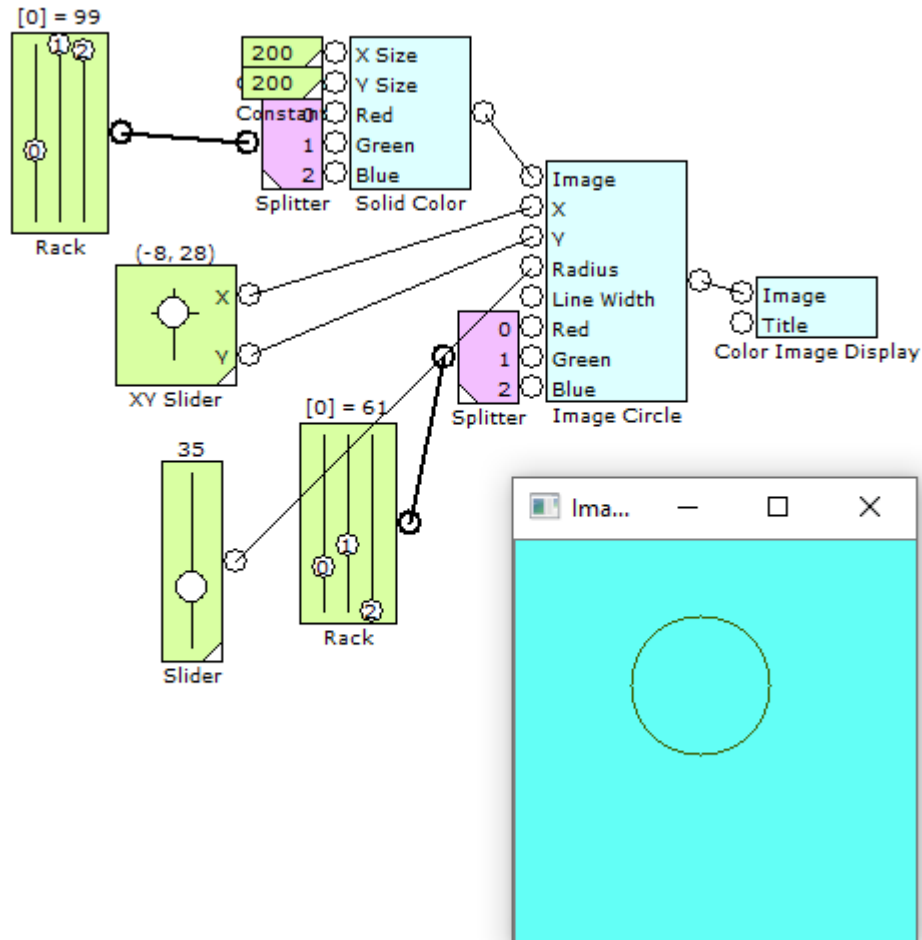 [0] = 99
1
2
0
Rack
200
200
Constant
0
1
2
Splitter
X Size
Y Size
Red
Green
Blue
Solid Color
(-8, 28)
X
Y
XY Slider
Image
X
Y
Radius
Line Width
Red
Green
Blue
Image Circle
0
1
2
Splitter
Image
Title
Color Image Display
[0] = 61
0
1
2
Rack
35
Slider
Ima...